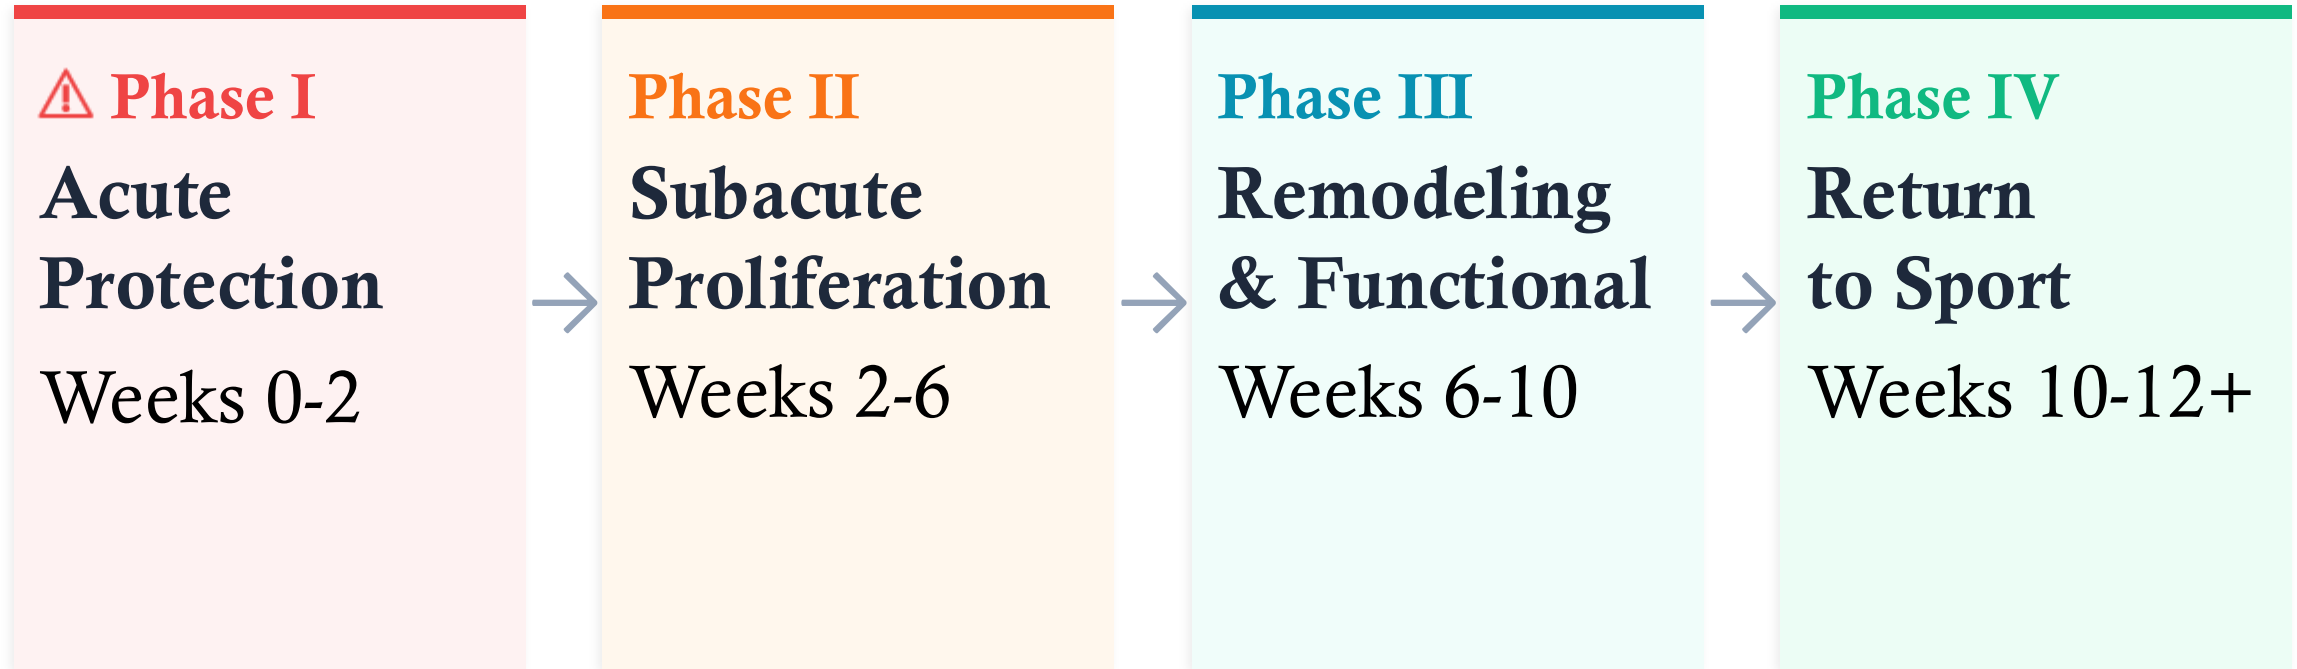 Phase I
Acute
Protection
Weeks 0-2
Phase II
Subacute
Proliferation
Weeks 2-6
Phase III
Remodeling
& Functional
Weeks 6-10
Phase IV
Return
to Sport
Weeks 10-12+